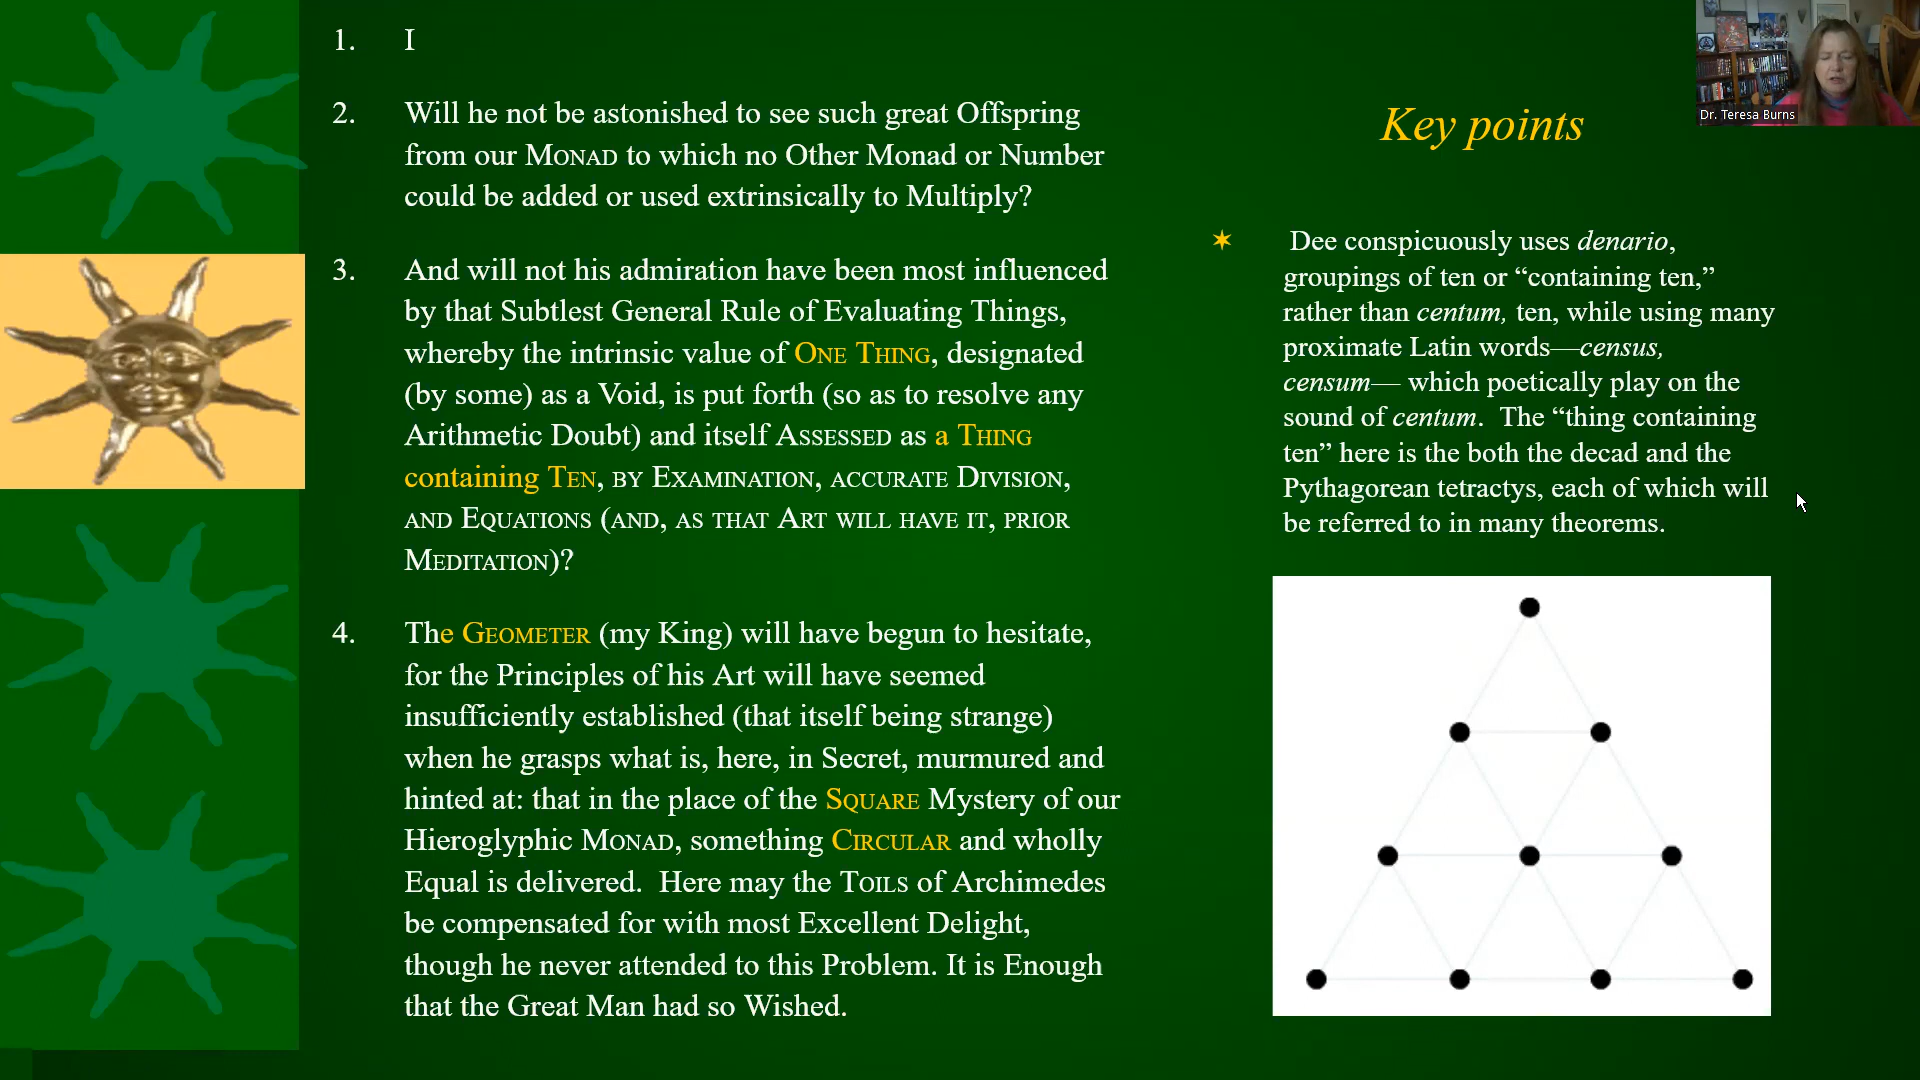 1. I
2. Will he not be astonished to see such great Offspring
from our MONAD to which no Other Monad or Number
could be added or used extrinsically to Multiply?
3. And will not his admiration have been most influenced
by that Subtlest General Rule of Evaluating Things,
whereby the intrinsic value of ONE THING, designated
(by some) as a Void, is put forth (so as to resolve any
Arithmetic Doubt) and itself ASSESSED as a THING
containing TEN, BY EXAMINATION, ACCURATE DIVISION,
AND EQUATIONS (AND, AS THAT ART WILL HAVE IT, PRIOR
MEDITATION)?
4. The GEOMETER (my King) will have begun to hesitate,
for the Principles of his Art will have seemed
insufficiently established (that itself being strange)
when he grasps what is, here, in Secret, murmured and
hinted at: that in the place of the SQUARE Mystery of our
Hieroglyphic MONAD, something CIRCULAR and wholly
Equal is delivered. Here may the TOILS of Archimedes
be compensated for with most Excellent Delight,
though he never attended to this Problem. It is Enough
that the Great Man had so Wished.
Key points
Dee conspicuously uses denario,
groupings of ten or “containing ten,”
rather than centum, ten, while using many
proximate Latin words—census,
censum— which poetically play on the
sound of centum. The “thing containing
ten” here is the both the decad and the
Pythagorean tetractys, each of which will
be referred to in many theorems.
Dr. Teresa Burns